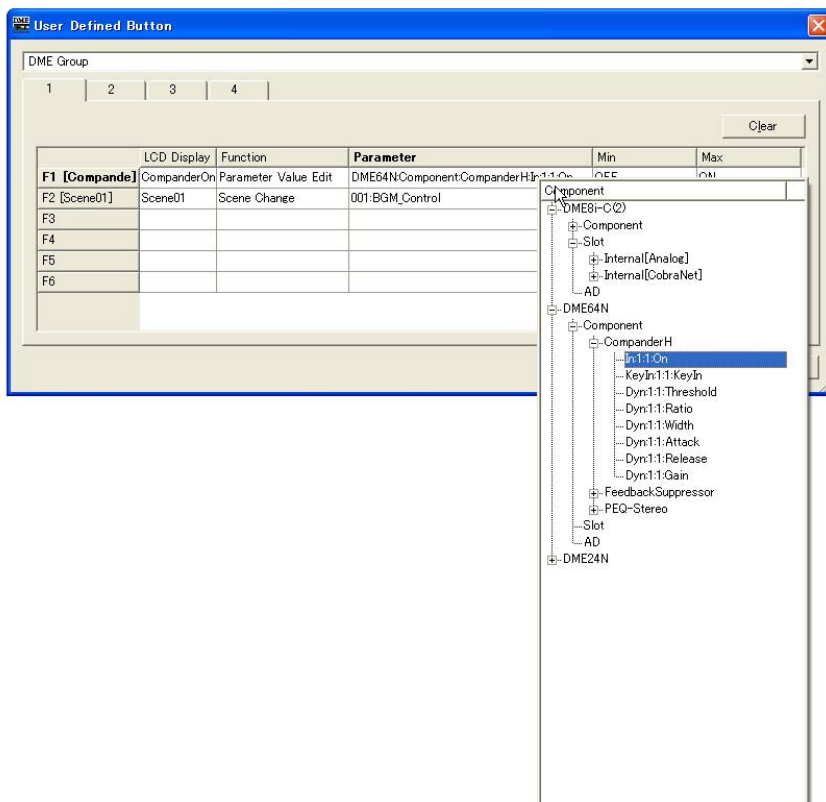 DME
User Defined Button
DME Group
1 2 3 4
Clear
LCD Display Function Parameter Min Max
F1 [Compande] CompanderOn Parameter Value Edit DME64N:Component:CompanderH:In:1:1:On OFF ON
F2 [Scene01] Scene01 Scene Change 001:BGM_Control
F3
F4
F5
F6
Component
DME8i-C(2)
Component
Slot
Internal[Analog]
Internal[CobraNet]
AD
DME64N
Component
CompanderH
In:1:1:On
KeyIn:1:1:KeyIn
Dyn:1:1:Threshold
Dyn:1:1:Ratio
Dyn:1:1:Width
Dyn:1:1:Attack
Dyn:1:1:Release
Dyn:1:1:Gain
FeedbackSuppressor
PEQ-Stereo
Slot
AD
DME24N